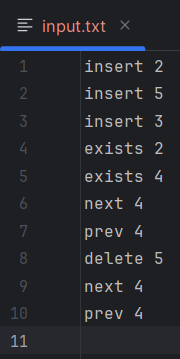 input.txt
1 insert 2
2 insert 5
3 insert 3
4 exists 2
5 exists 4
6 next 4
7 prev 4
8 delete 5
9 next 4
10 prev 4
11